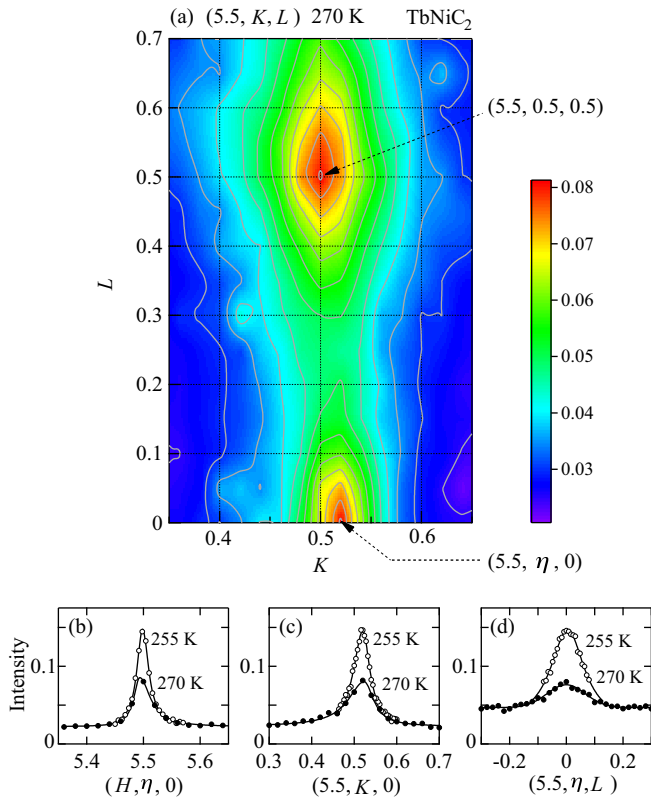 (a) (5.5, K, L) 270 K TbNiC₂
0.7
0.6
(5.5, 0.5, 0.5)
0.5
0.08
0.4
0.07
L
0.06
0.3
0.05
0.2
0.04
0.1
0.03
0
0.4 0.5 0.6
K
(5.5, η, 0)
Intensity
(b) 255 K 270 K
(c) 255 K 270 K
(d) 255 K 270 K
0.1 0.1 0.1
5.4 5.5 5.6 0.3 0.4 0.5 0.6 0.7 -0.2 0 0.2
(H, η, 0) (5.5, K, 0) (5.5, η, L)